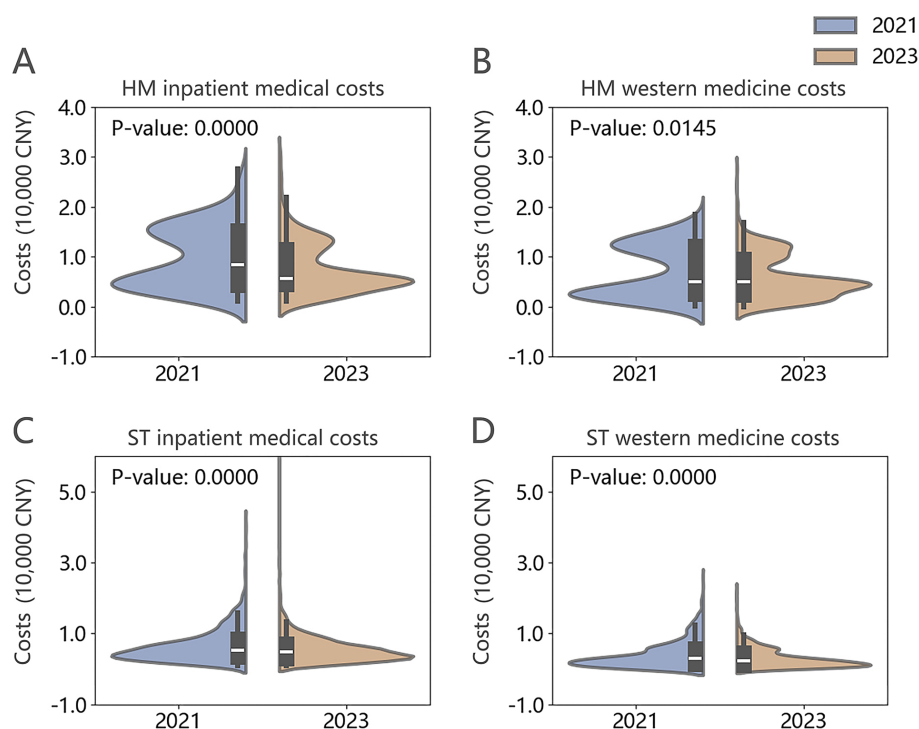 2021
2023
A
HM inpatient medical costs
P-value: 0.0000
Costs (10,000 CNY)
4.0
3.0
2.0
1.0
0.0
-1.0
2021 2023
B
HM western medicine costs
P-value: 0.0145
Costs (10,000 CNY)
4.0
3.0
2.0
1.0
0.0
-1.0
2021 2023
C
ST inpatient medical costs
P-value: 0.0000
Costs (10,000 CNY)
5.0
3.0
1.0
-1.0
2021 2023
D
ST western medicine costs
P-value: 0.0000
Costs (10,000 CNY)
5.0
3.0
1.0
-1.0
2021 2023